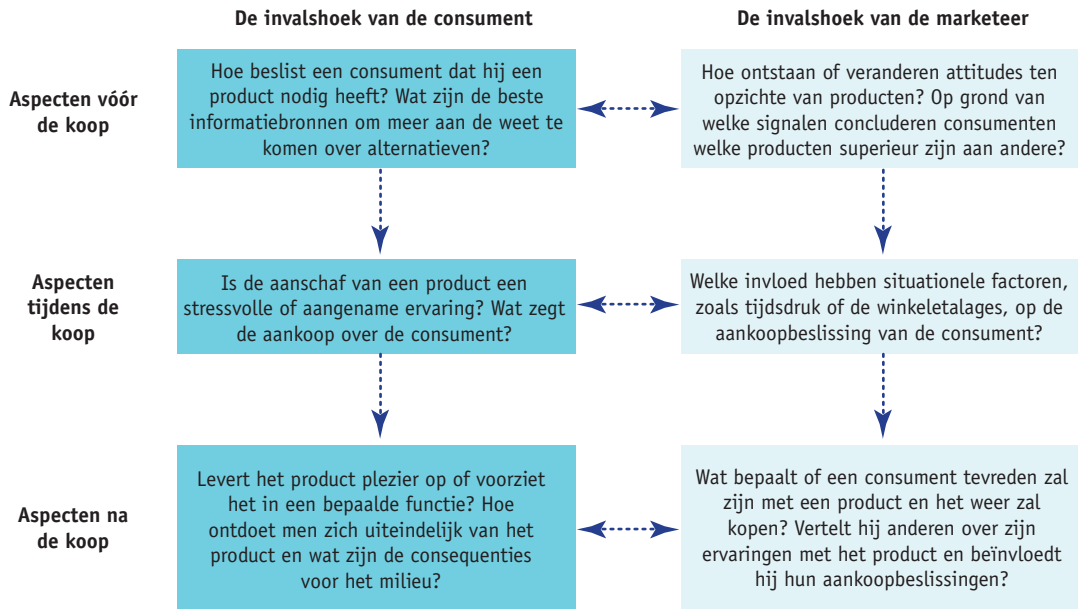 De invalshoek van de consument
De invalshoek van de marketeer
Aspecten vóór
de koop
Hoe beslist een consument dat hij een
product nodig heeft? Wat zijn de beste
informatiebronnen om meer aan de weet te
komen over alternatieven?
Hoe ontstaan of veranderen attitudes ten
opzichte van producten? Op grond van
welke signalen concluderen consumenten
welke producten superieur zijn aan andere?
Aspecten
tijdens de
koop
Is de aanschaf van een product een
stressvolle of aangename ervaring? Wat zegt
de aankoop over de consument?
Welke invloed hebben situationele factoren,
zoals tijdsdruk of de winkeletalages, op de
aankoopbeslissing van de consument?
Aspecten na
de koop
Levert het product plezier op of voorziet
het in een bepaalde functie? Hoe
ontdoet men zich uiteindelijk van het
product en wat zijn de consequenties
voor het milieu?
Wat bepaalt of een consument tevreden zal
zijn met een product en het weer zal
kopen? Vertelt hij anderen over zijn
ervaringen met het product en beïnvloedt
hij hun aankoopbeslissingen?